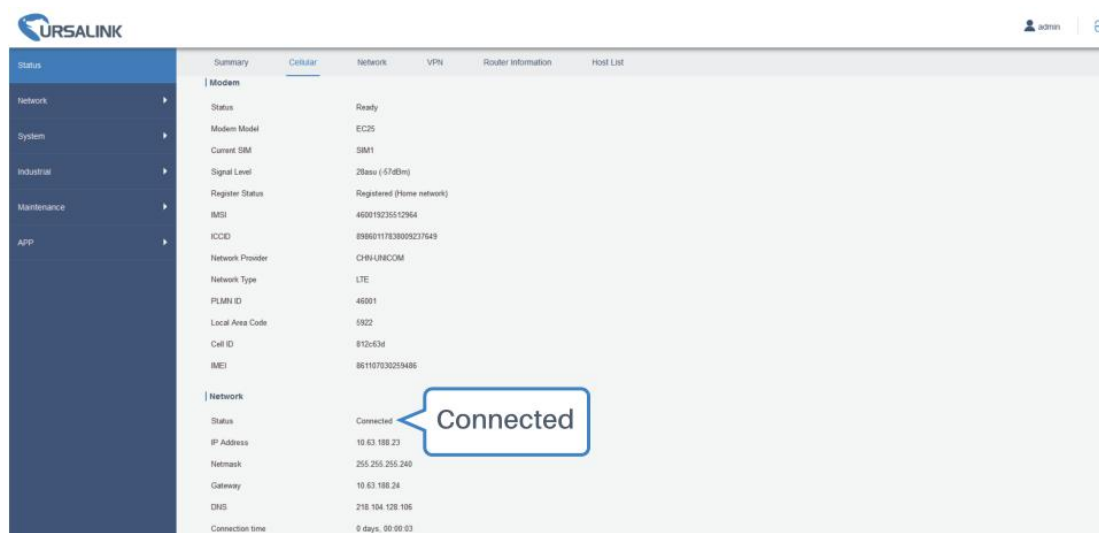 URSALINK
admin
Status
Network
System
Industrial
Maintenance
APP
Summary Cellular Network VPN Router Information Host List
Modem
Status Ready
Modem Model EC25
Current SIM SIM1
Signal Level 28asu (-57dBm)
Register Status Registered (Home network)
IMSI 460019235512964
ICCID 89860117838009237649
Network Provider CHN-UNICOM
Network Type LTE
PLMN ID 46001
Local Area Code 5922
Cell ID 812c63d
IMEI 861107030259486
Network
Status Connected
Connected
IP Address 10.63.188.23
Netmask 255.255.255.240
Gateway 10.63.188.24
DNS 218.104.128.106
Connection time 0 days, 00:00:03